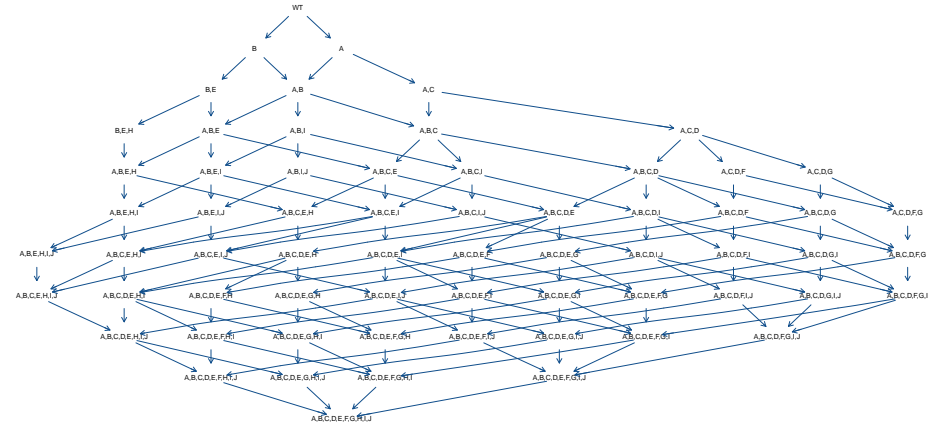 WT
B A
B,E A,B A,C
B,E,H A,B,E A,B,I A,B,C A,C,D
A,B,E,H A,B,E,I A,B,I,J A,B,C,E A,B,C,I A,B,C,D A,C,D,F A,C,D,G
A,B,E,H,I A,B,E,I,J A,B,C,E,H A,B,C,E,I A,B,C,I,J A,B,C,D,E A,B,C,D,I A,B,C,D,F A,B,C,D,G A,C,D,F,G
A,B,E,H,I,J A,B,C,E,H,I A,B,C,E,I,J A,B,C,D,E,H A,B,C,D,E,I A,B,C,D,E,F A,B,C,D,E,G A,B,C,D,I,J A,B,C,D,F,I A,B,C,D,G,I A,B,C,D,F,G
A,B,C,E,H,I,J A,B,C,D,E,H,I A,B,C,D,E,F,H A,B,C,D,E,G,H A,B,C,D,E,I,J A,B,C,D,E,F,I A,B,C,D,E,G,I A,B,C,D,E,F,G A,B,C,D,F,I,J A,B,C,D,G,I,J A,B,C,D,F,G,I
A,B,C,D,E,H,I,J A,B,C,D,E,F,H,I A,B,C,D,E,G,H,I A,B,C,D,E,F,G,H A,B,C,D,E,F,I,J A,B,C,D,E,G,I,J A,B,C,D,E,F,G,I A,B,C,D,F,G,I,J
A,B,C,D,E,F,H,I,J A,B,C,D,E,G,H,I,J A,B,C,D,E,F,G,H,I A,B,C,D,E,F,G,I,J
A,B,C,D,E,F,G,H,I,J